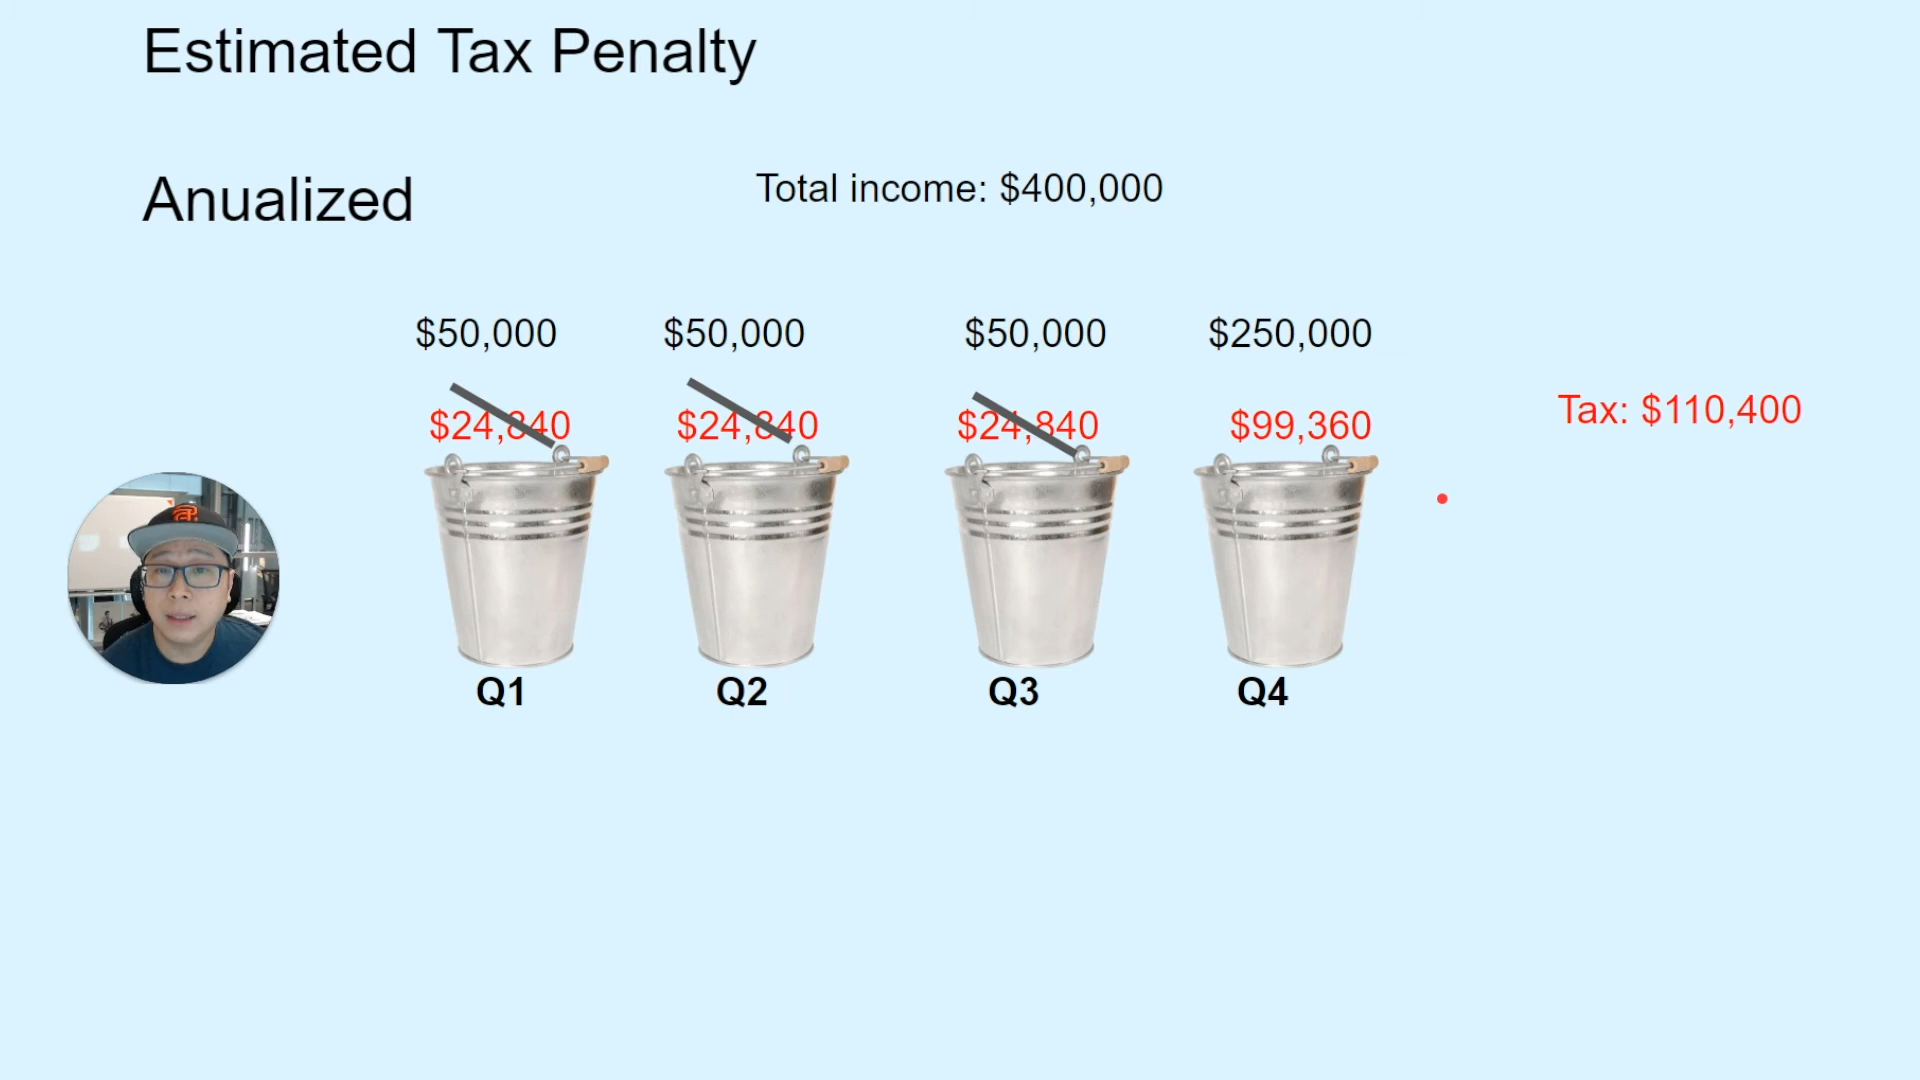 Estimated Tax Penalty
Anualized
Total income: $400,000
$50,000 $50,000 $50,000 $250,000
$24,840 $24,840 $24,840 $99,360
Tax: $110,400
Q1 Q2 Q3 Q4